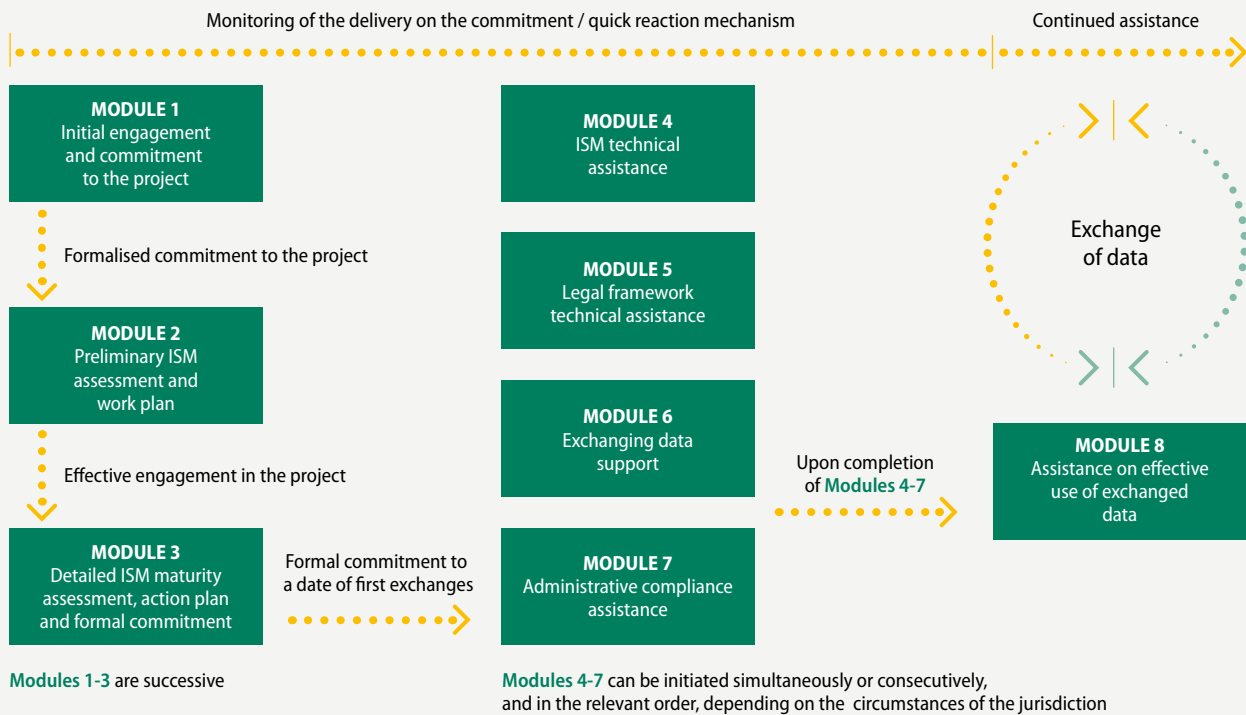 Monitoring of the delivery on the commitment / quick reaction mechanism
Continued assistance
MODULE 1
Initial engagement
and commitment
to the project
Formalised commitment to the project
MODULE 2
Preliminary ISM
assessment and
work plan
Effective engagement in the project
MODULE 3
Detailed ISM maturity
assessment, action plan
and formal commitment
Modules 1-3 are successive
Formal commitment to
a date of first exchanges
MODULE 4
ISM technical
assistance
MODULE 5
Legal framework
technical assistance
MODULE 6
Exchanging data
support
MODULE 7
Administrative compliance
assistance
Modules 4-7 can be initiated simultaneously or consecutively,
and in the relevant order, depending on the circumstances of the jurisdiction
Upon completion
of Modules 4-7
Exchange
of data
MODULE 8
Assistance on effective
use of exchanged
data